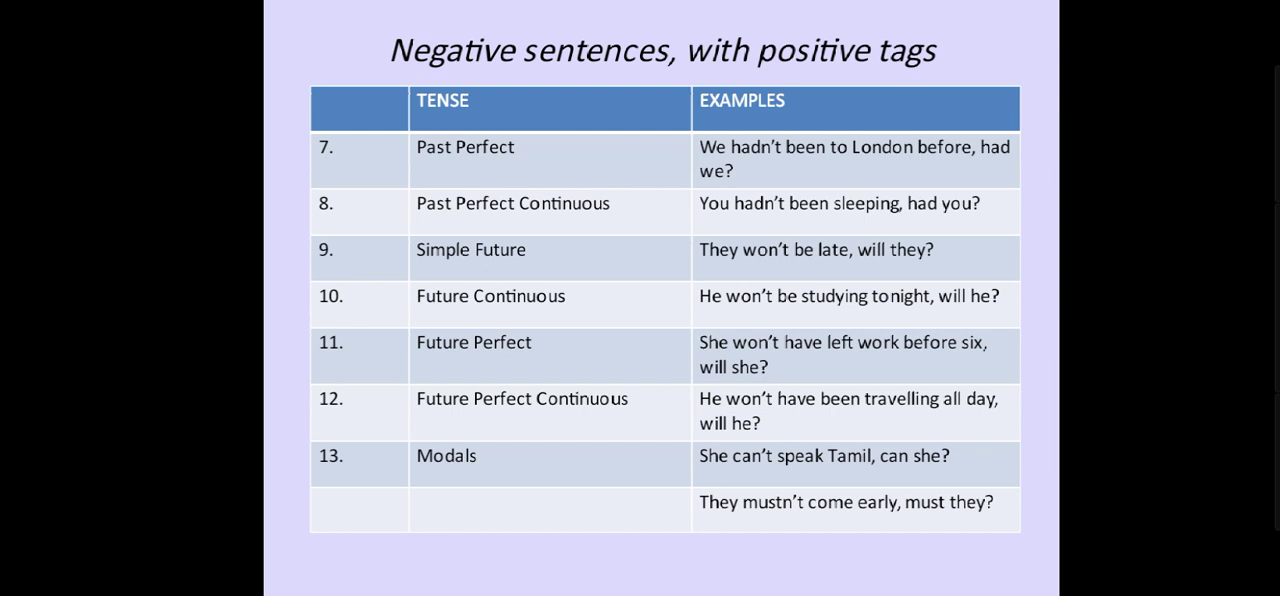 Negative sentences, with positive tags
TENSE EXAMPLES
7. Past Perfect We hadn’t been to London before, had
we?
8. Past Perfect Continuous You hadn’t been sleeping, had you?
9. Simple Future They won’t be late, will they?
10. Future Continuous He won’t be studying tonight, will he?
11. Future Perfect She won’t have left work before six,
will she?
12. Future Perfect Continuous He won’t have been travelling all day,
will he?
13. Modals She can’t speak Tamil, can she?
They mustn’t come early, must they?